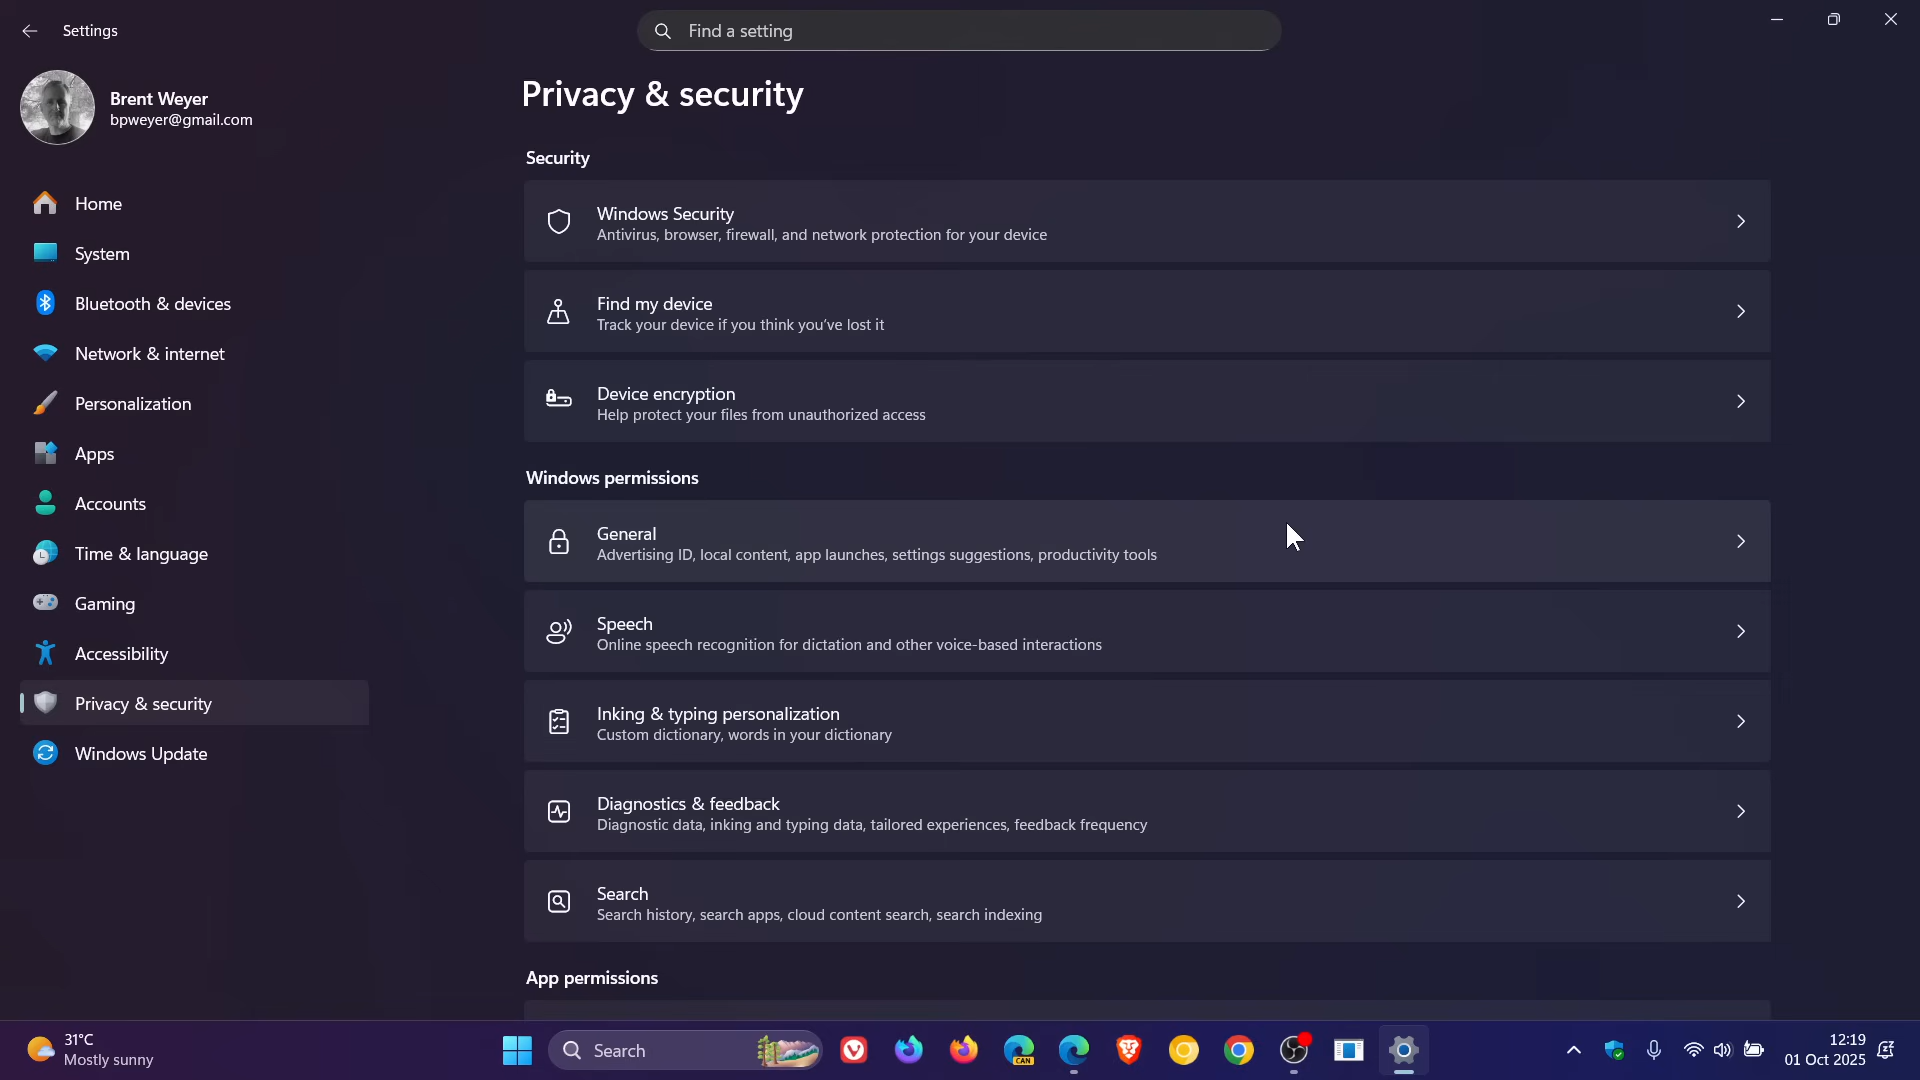 Settings
Find a setting
Brent Weyer
bpweyer@gmail.com
Home
System
Bluetooth & devices
Network & internet
Personalization
Apps
Accounts
Time & language
Gaming
Accessibility
Privacy & security
Windows Update
Privacy & security
Security
Windows Security
Antivirus, browser, firewall, and network protection for your device
Find my device
Track your device if you think you've lost it
Device encryption
Help protect your files from unauthorized access
Windows permissions
General
Advertising ID, local content, app launches, settings suggestions, productivity tools
Speech
Online speech recognition for dictation and other voice-based interactions
Inking & typing personalization
Custom dictionary, words in your dictionary
Diagnostics & feedback
Diagnostic data, inking and typing data, tailored experiences, feedback frequency
Search
Search history, search apps, cloud content search, search indexing
App permissions
31°C
Mostly sunny
Search
CAN
12:19
01 Oct 2025